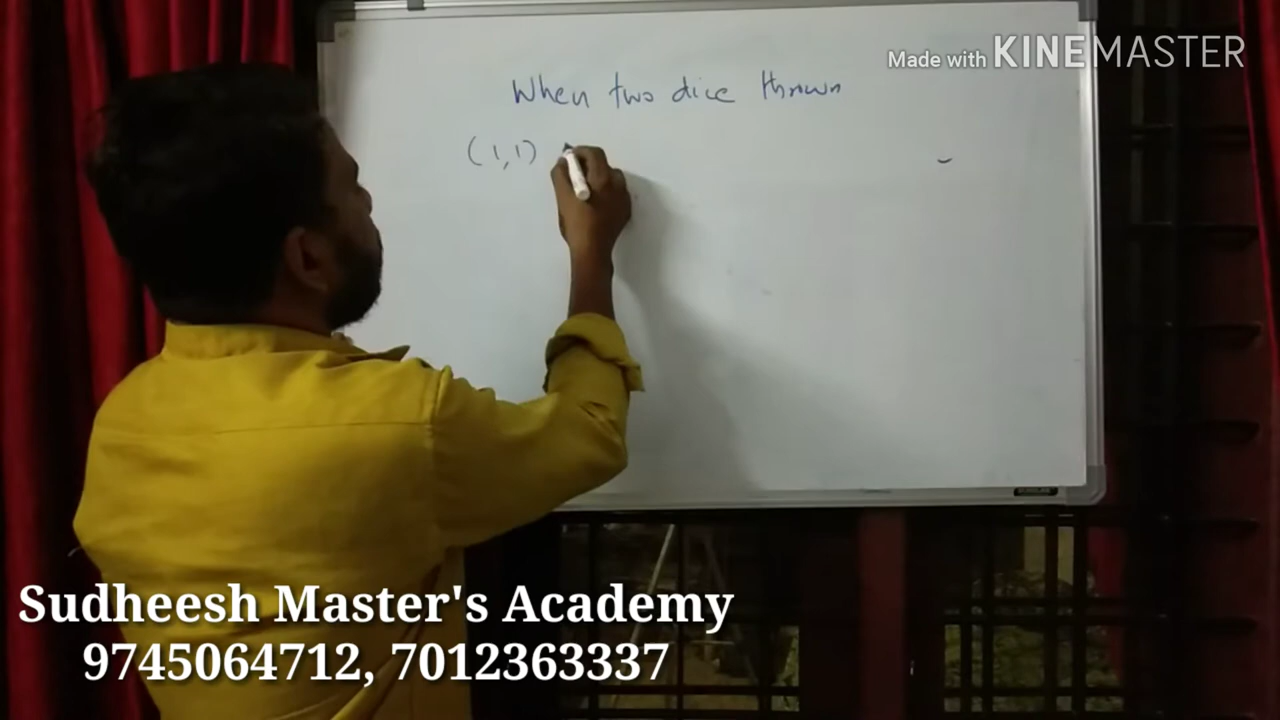 Made with KINEMASTER
When two dice thrown
(1,1)
Sudheesh Master's Academy
9745064712, 7012363337